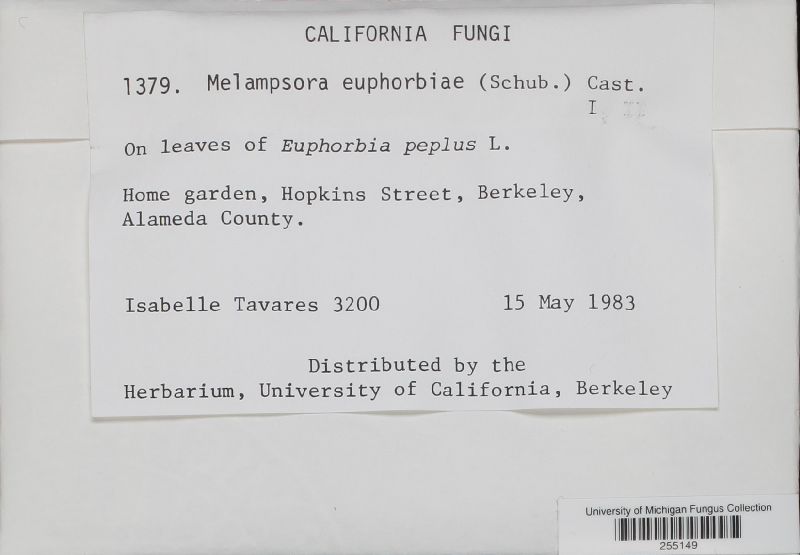 CALIFORNIA FUNGI
1379. Melampsora euphorbiae (Schub.) Cast.
I
On leaves of Euphorbia peplus L.
Home garden, Hopkins Street, Berkeley,
Alameda County.
Isabelle Tavares 3200 15 May 1983
Distributed by the
Herbarium, University of California, Berkeley
University of Michigan Fungus Collection
255149